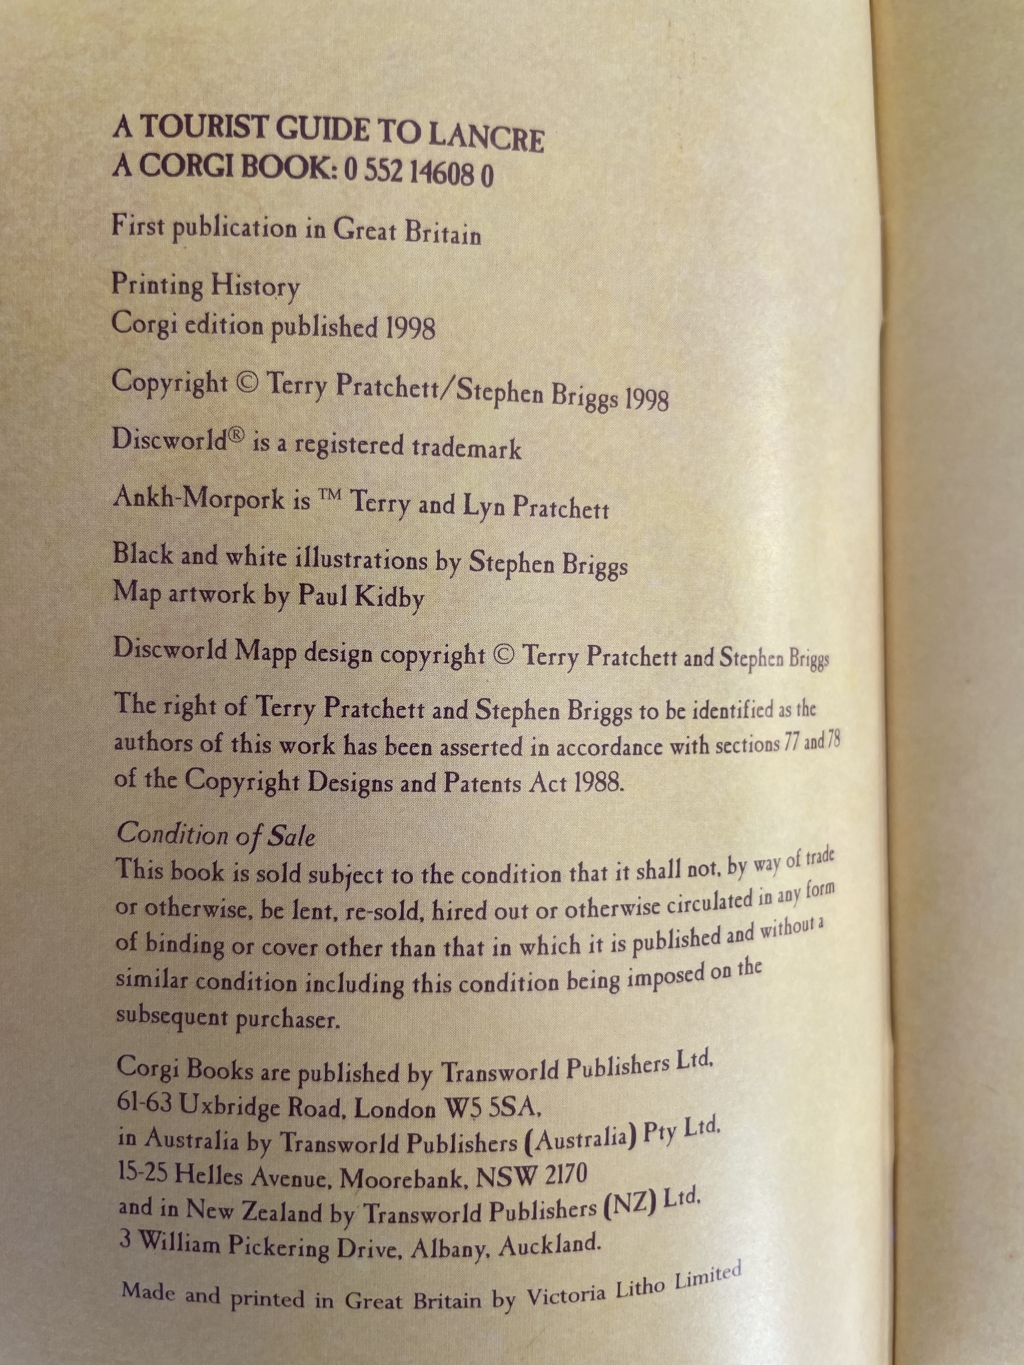 A TOURIST GUIDE TO LANCRE
A CORGI BOOK: 0 552 14608 0
First publication in Great Britain
Printing History
Corgi edition published 1998
Copyright © Terry Pratchett/Stephen Briggs 1998
Discworld® is a registered trademark
Ankh-Morpork is ™ Terry and Lyn Pratchett
Black and white illustrations by Stephen Briggs
Map artwork by Paul Kidby
Discworld Mapp design copyright © Terry Pratchett and Stephen Briggs
The right of Terry Pratchett and Stephen Briggs to be identified as the
authors of this work has been asserted in accordance with sections 77 and 78
of the Copyright Designs and Patents Act 1988.
Condition of Sale
This book is sold subject to the condition that it shall not, by way of trade
or otherwise, be lent, re-sold, hired out or otherwise circulated in any form
of binding or cover other than that in which it is published and without a
similar condition including this condition being imposed on the
subsequent purchaser.
Corgi Books are published by Transworld Publishers Ltd,
61-63 Uxbridge Road, London W5 5SA,
in Australia by Transworld Publishers (Australia) Pty Ltd,
15-25 Helles Avenue, Moorebank, NSW 2170
and in New Zealand by Transworld Publishers (NZ) Ltd,
3 William Pickering Drive, Albany, Auckland.
Made and printed in Great Britain by Victoria Litho Limited